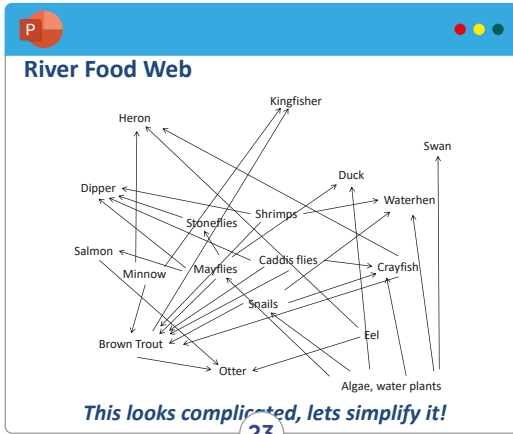 P
River Food Web
Kingfisher
Heron
Swan
Duck
Dipper
Waterhen
Shrimps
Stoneflies
Salmon
Caddis flies
Crayfish
Minnow
Mayflies
Snails
Eel
Brown Trout
Otter
Algae, water plants
This looks complicated, lets simplify it!
23